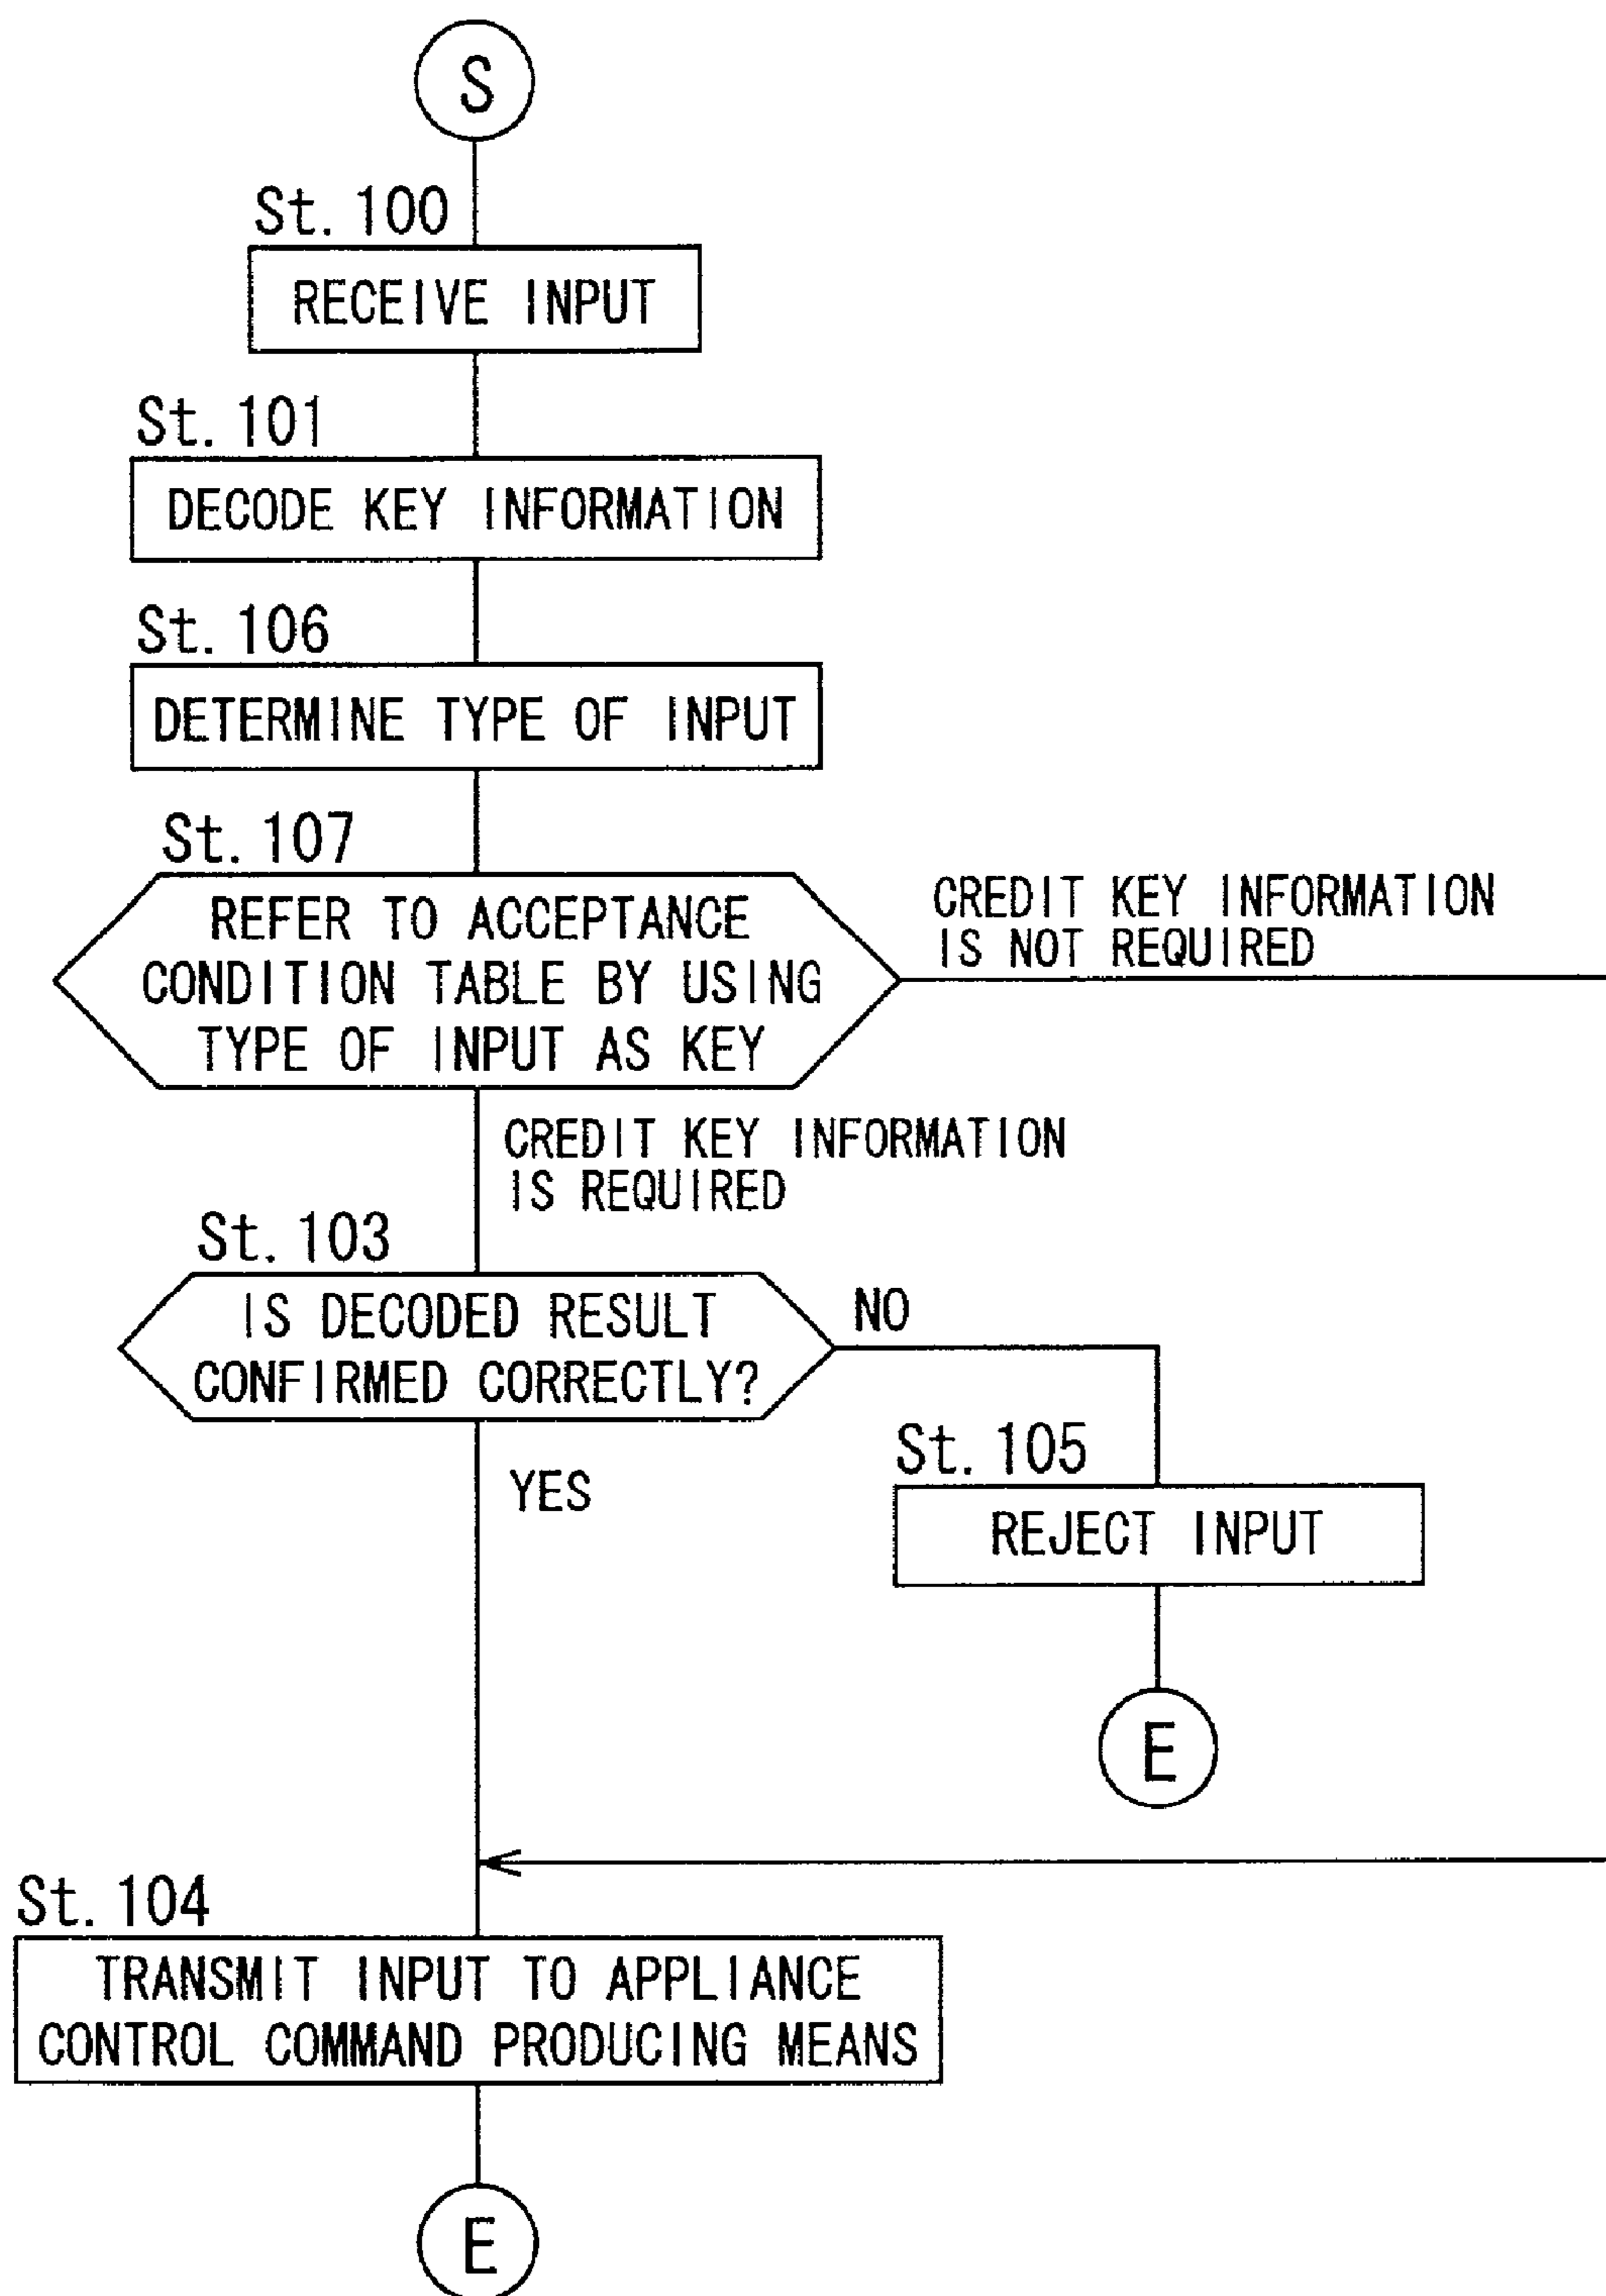 S
St. 100
RECEIVE INPUT
St. 101
DECODE KEY INFORMATION
St. 106
DETERMINE TYPE OF INPUT
St. 107
REFER TO ACCEPTANCE
CONDITION TABLE BY USING
TYPE OF INPUT AS KEY
CREDIT KEY INFORMATION
IS NOT REQUIRED
CREDIT KEY INFORMATION
IS REQUIRED
St. 103
IS DECODED RESULT
CONFIRMED CORRECTLY?
NO
YES
St. 105
REJECT INPUT
E
St. 104
TRANSMIT INPUT TO APPLIANCE
CONTROL COMMAND PRODUCING MEANS
E